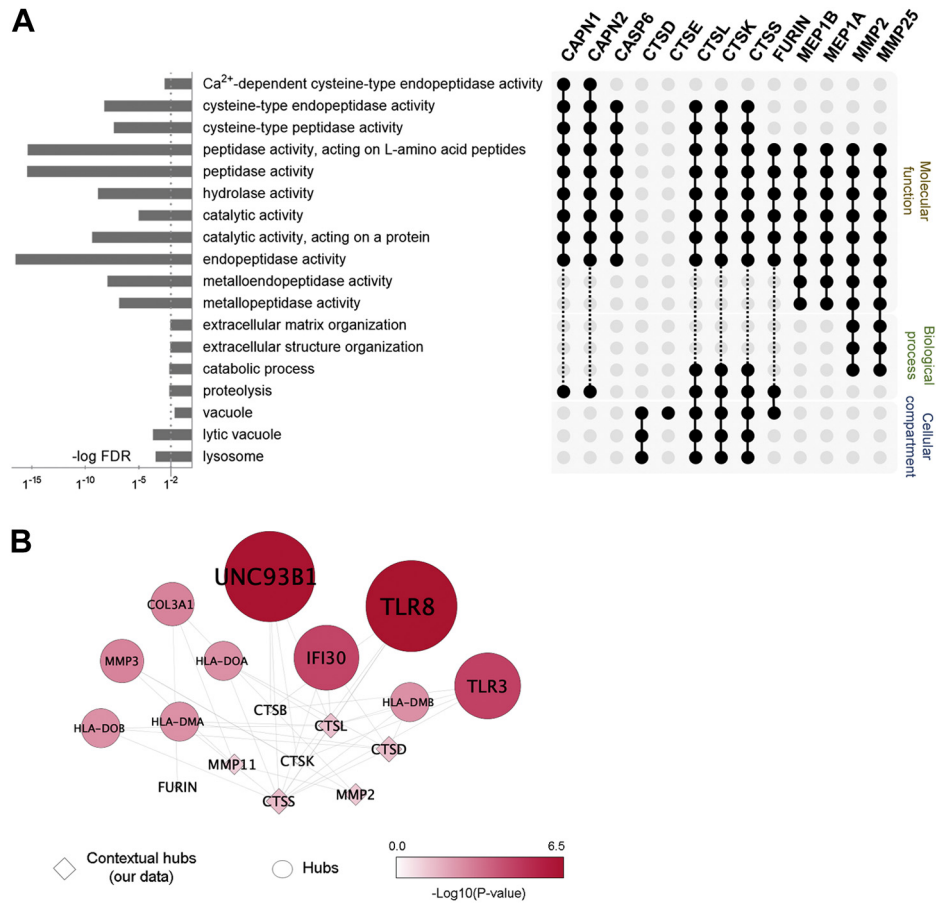 A
CAPN1
CAPN2
CASP6
CTSD
CTSE
CTSL
CTSK
CTSS
FURIN
MEP1B
MEP1A
MMP2
MMP25
Ca2+-dependent cysteine-type endopeptidase activity
cysteine-type endopeptidase activity
cysteine-type peptidase activity
peptidase activity, acting on L-amino acid peptides
peptidase activity
hydrolase activity
catalytic activity
catalytic activity, acting on a protein
endopeptidase activity
metalloendopeptidase activity
metallopeptidase activity
extracellular matrix organization
extracellular structure organization
catabolic process
proteolysis
vacuole
lytic vacuole
lysosome
-log FDR
1-15
1-10
1-5
1-2
Molecular
function
Biological
process
Cellular
compartment
B
UNC93B1
TLR8
COL3A1
IFI30
MMP3
HLA-DOA
TLR3
HLA-DMB
CTSB
HLA-DOB
HLA-DMA
CTSL
CTSD
MMP11
CTSK
FURIN
CTSS
MMP2
Contextual hubs
(our data)
Hubs
0.0
6.5
-Log10(P-value)